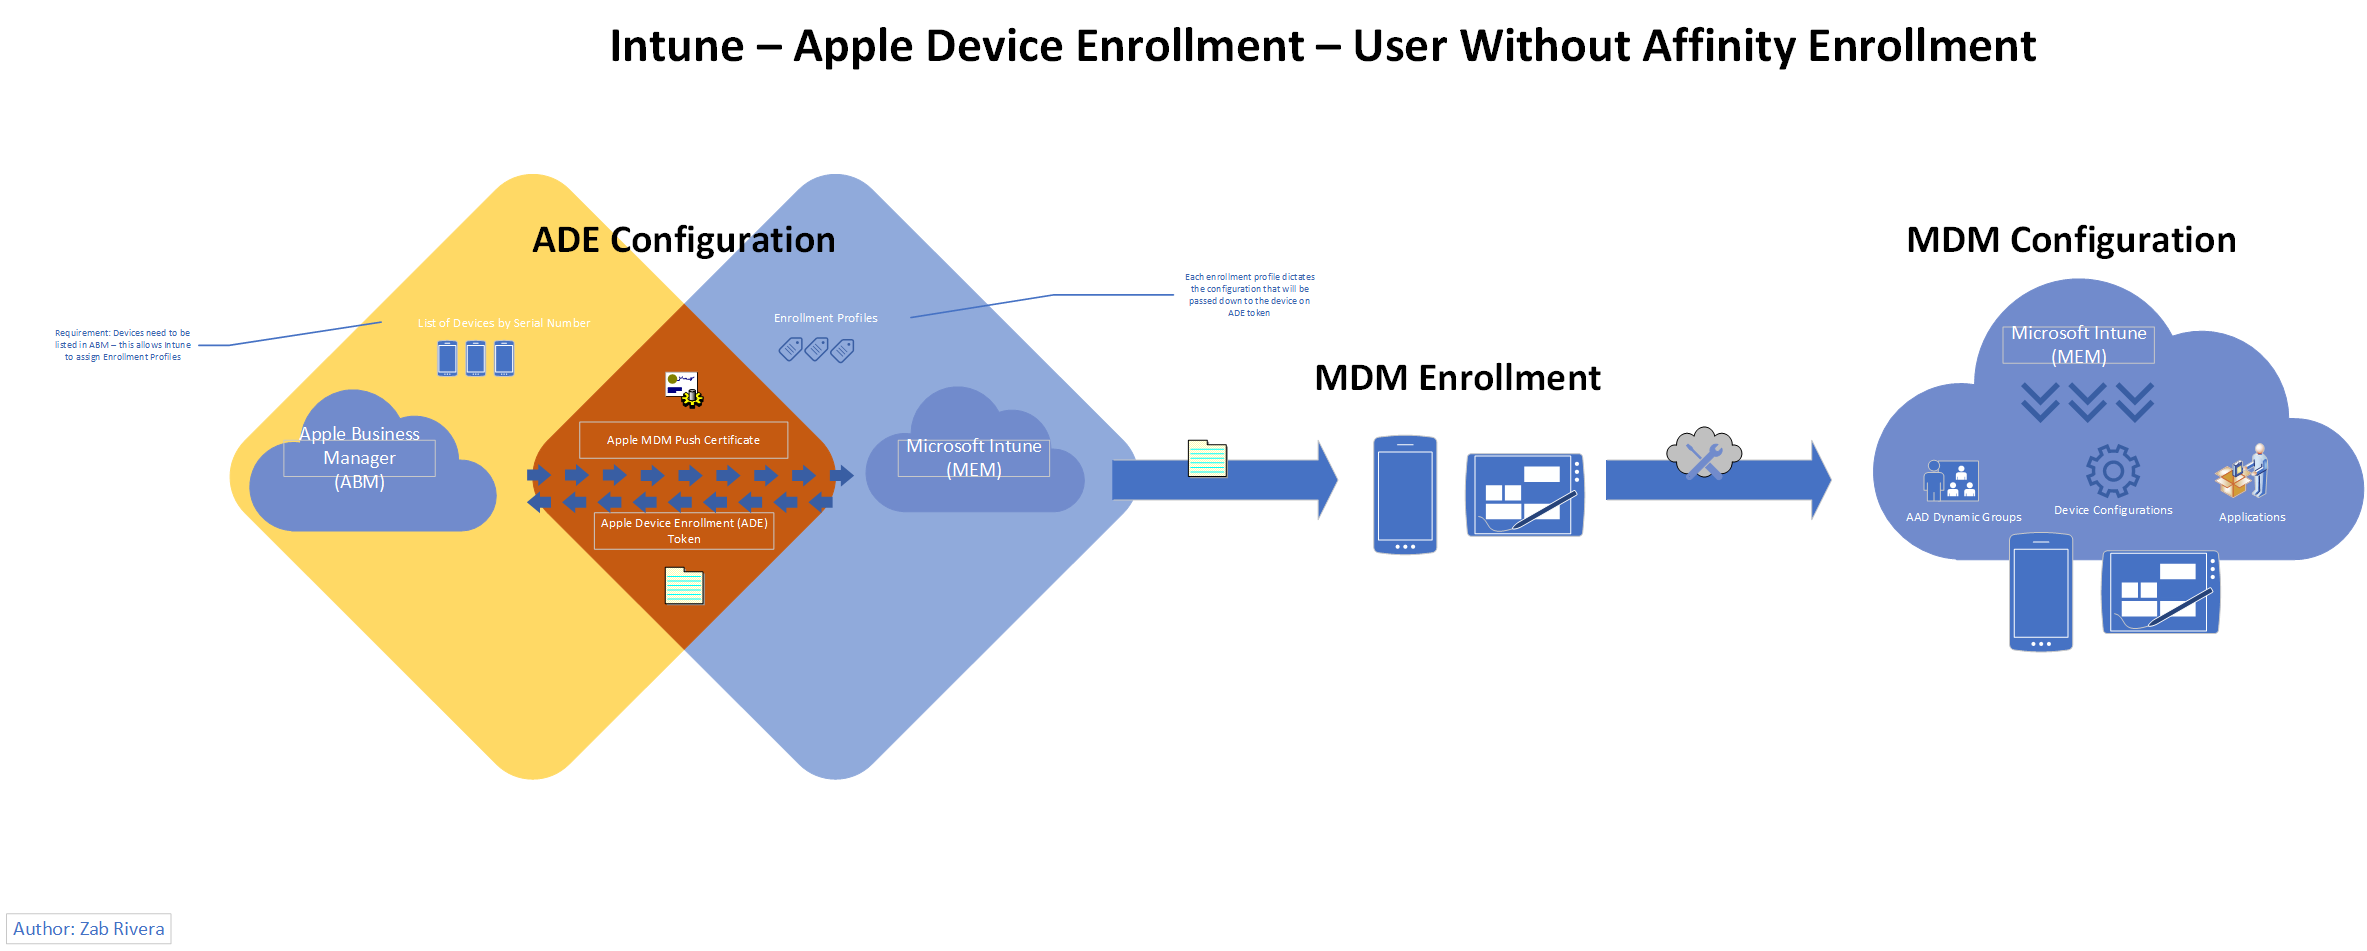 Intune – Apple Device Enrollment – User Without Affinity Enrollment
ADE Configuration
MDM Configuration
Each enrollment profile dictates
the configuration that will be
passed down to the device on
ADE token
Requirement: Devices need to be
listed in ABM – this allows Intune
to assign Enrollment Profiles
List of Devices by Serial Number
Enrollment Profiles
Microsoft Intune
(MEM)
MDM Enrollment
Apple Business
Manager
(ABM)
Apple MDM Push Certificate
Microsoft Intune
(MEM)
Apple Device Enrollment (ADE)
Token
AAD Dynamic Groups
Device Configurations
Applications
Author: Zab Rivera